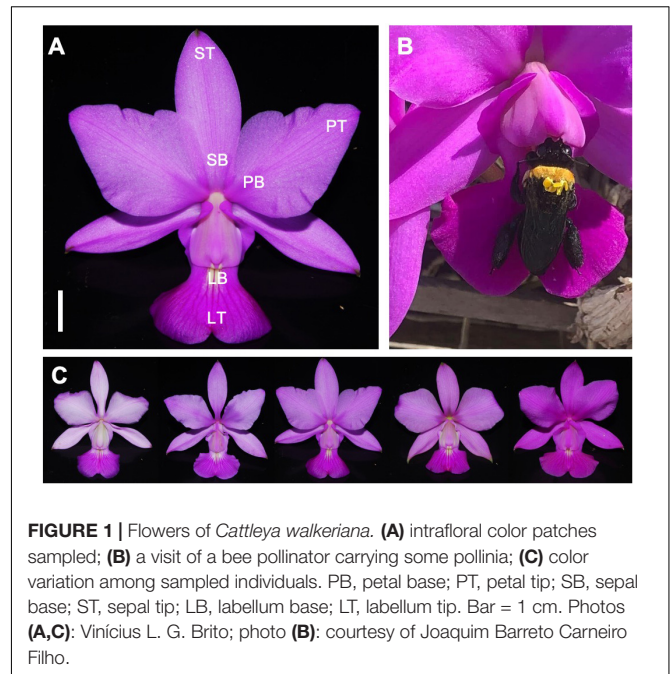 A
ST
PT
SB
PB
LB
LT
B
C
FIGURE 1 | Flowers of Cattleya walkeriana. (A) intrafloral color patches
sampled; (B) a visit of a bee pollinator carrying some pollinia; (C) color
variation among sampled individuals. PB, petal base; PT, petal tip; SB, sepal
base; ST, sepal tip; LB, labellum base; LT, labellum tip. Bar = 1 cm. Photos
(A,C): Vinícius L. G. Brito; photo (B): courtesy of Joaquim Barreto Carneiro
Filho.